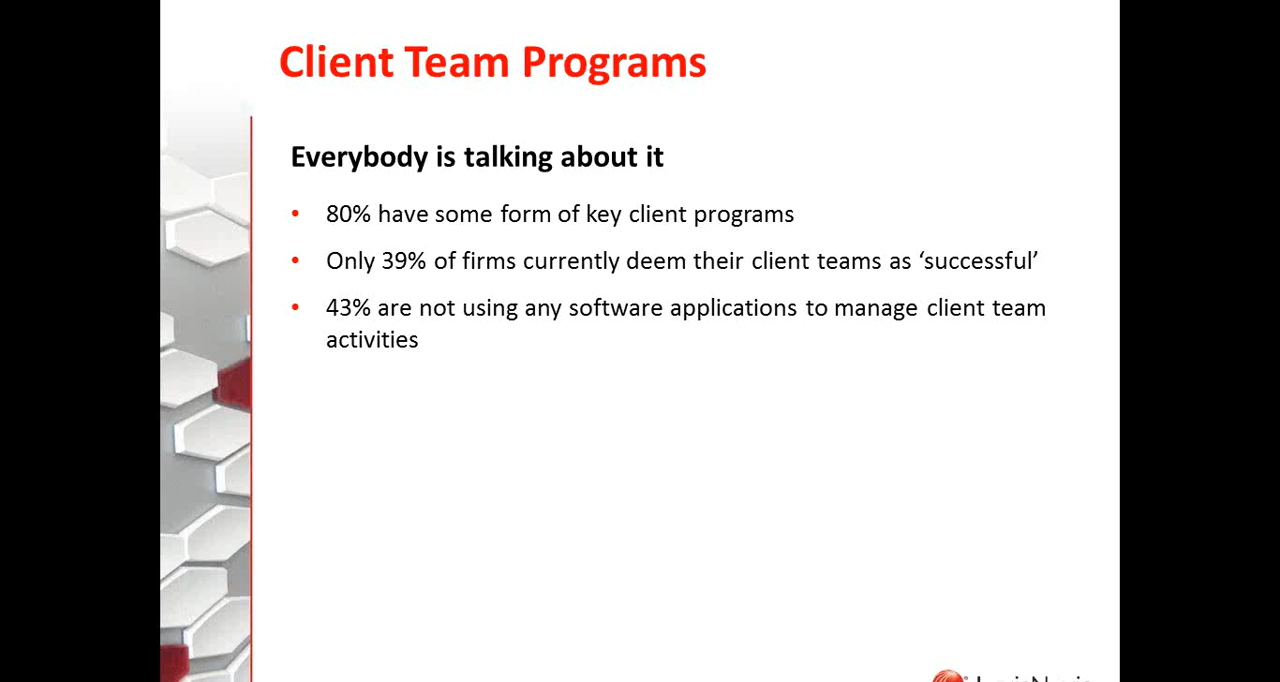 Client Team Programs
Everybody is talking about it
• 80% have some form of key client programs
• Only 39% of firms currently deem their client teams as ‘successful’
• 43% are not using any software applications to manage client team
activities